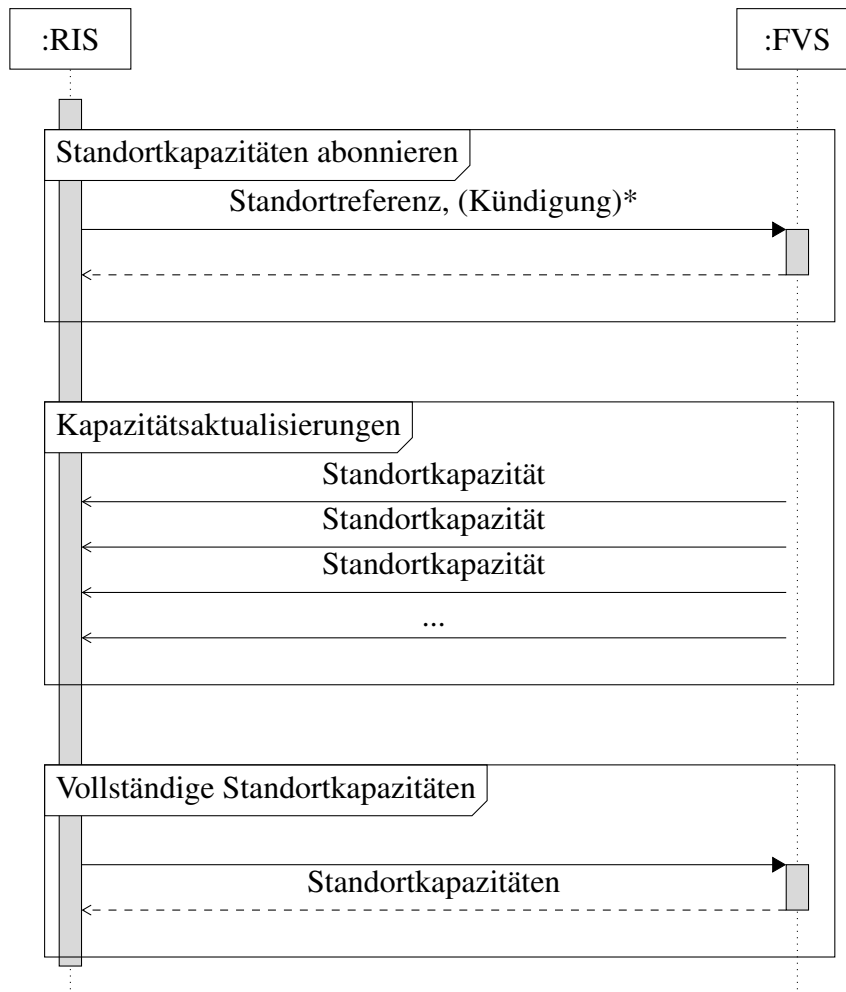 :RIS
:FVS
Standortkapazitäten abonnieren
Standortreferenz, (Kündigung)*
Kapazitätsaktualisierungen
Standortkapazität
Standortkapazität
Standortkapazität
...
Vollständige Standortkapazitäten
Standortkapazitäten